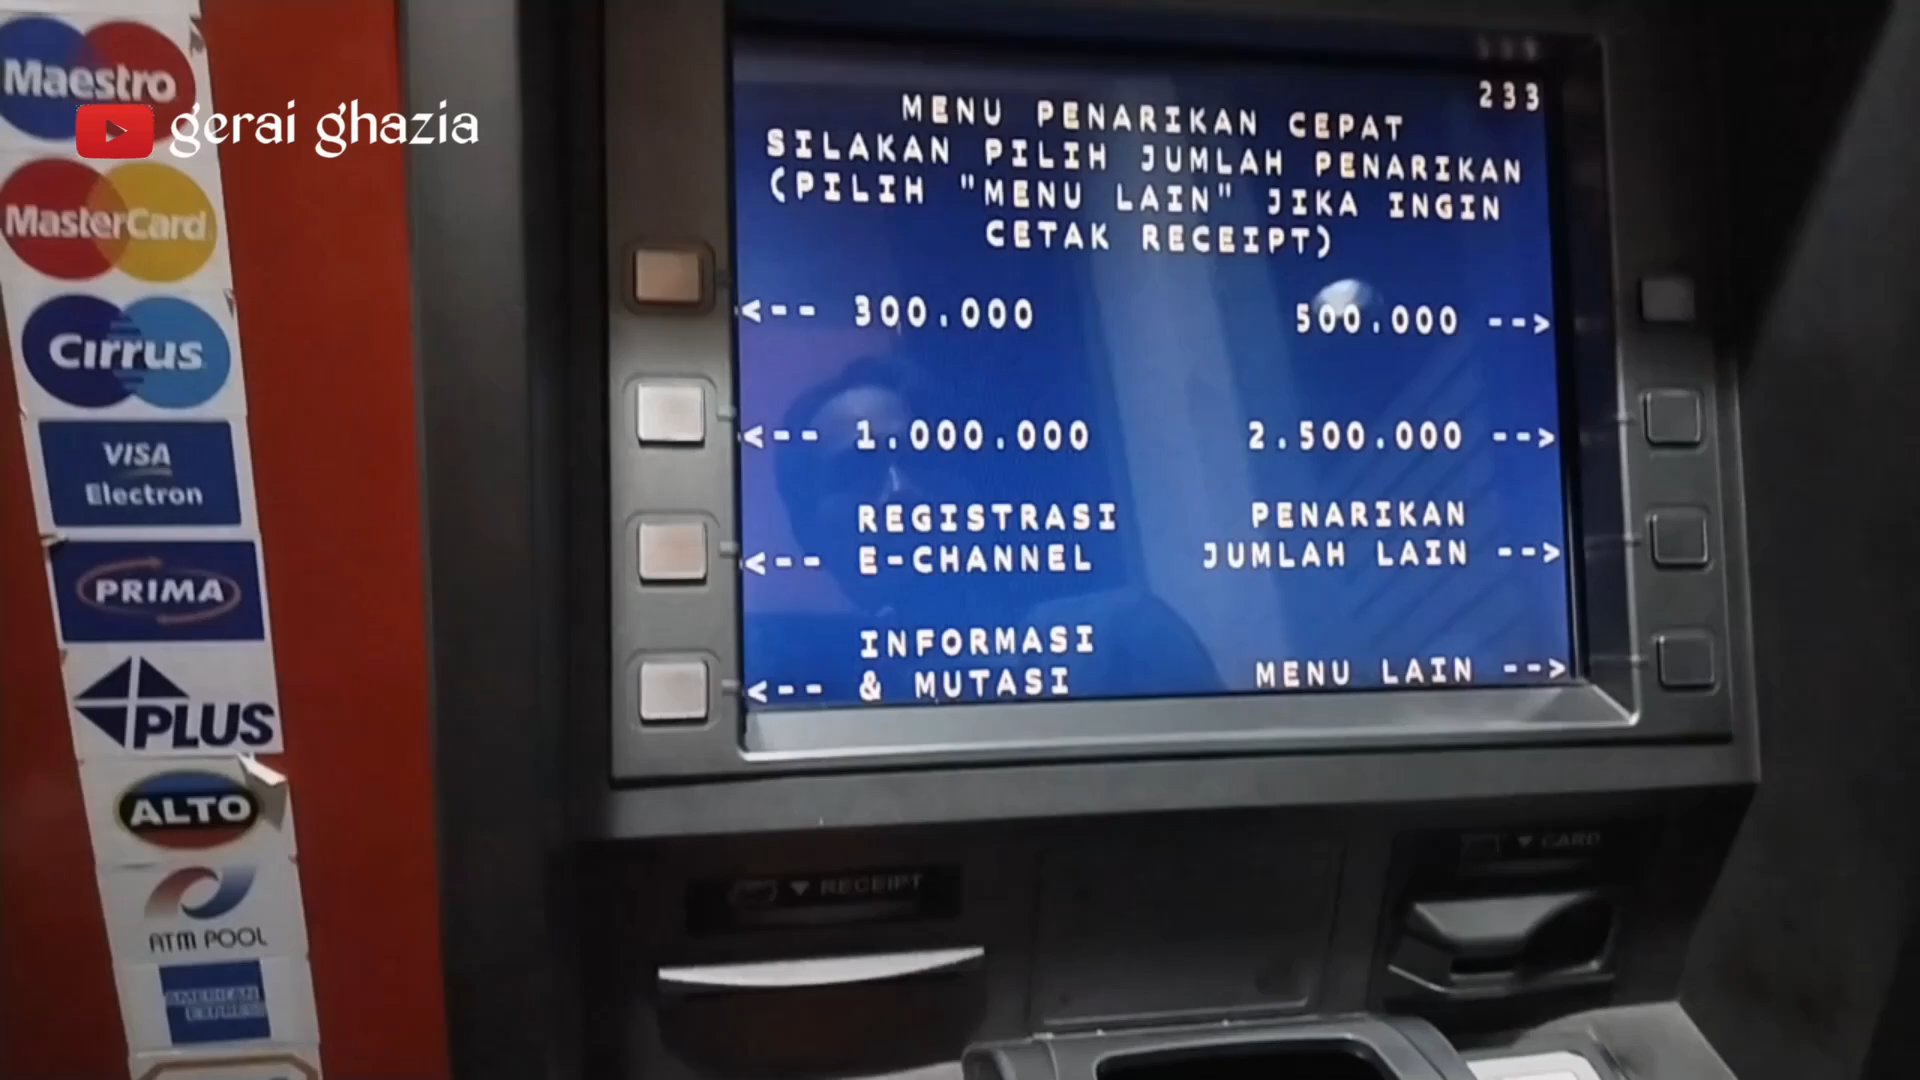 Maestro
gerai ghazia
MasterCard
Cirrus
VISA
Electron
PRIMA
PLUS
ALTO
ATM POOL
AMERICAN
EXPRESS
233
MENU PENARIKAN CEPAT
SILAKAN PILIH JUMLAH PENARIKAN
(PILIH "MENU LAIN" JIKA INGIN
CETAK RECEIPT)
<-- 300.000
500.000 -->
<-- 1.000.000
2.500.000 -->
REGISTRASI
<-- E-CHANNEL
PENARIKAN
JUMLAH LAIN -->
INFORMASI
<-- & MUTASI
MENU LAIN -->
RECEIPT
CARD